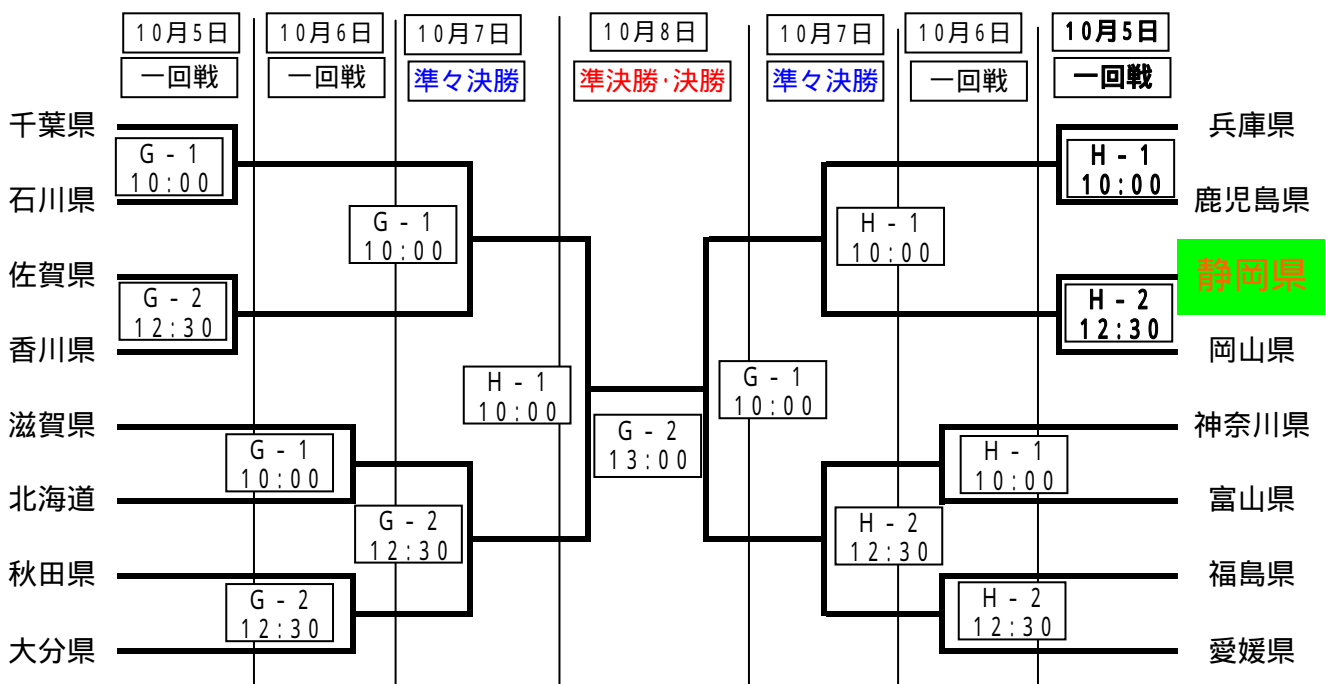 10月5日 10月6日 10月7日 10月8日 10月7日 10月6日 10月5日
一回戦 一回戦 準々決勝 準決勝・決勝 準々決勝 一回戦 一回戦
千葉県
G - 1
10:00
石川県
佐賀県
G - 2
12:30
香川県
G - 1
10:00
滋賀県
G - 1
10:00
北海道
秋田県
G - 2
12:30
大分県
G - 2
12:30
H - 1
10:00
G - 2
13:00
G - 1
10:00
H - 1
10:00
H - 2
12:30
兵庫県
H - 1
10:00
鹿児島県
静岡県
H - 2
12:30
岡山県
神奈川県
H - 1
10:00
富山県
福島県
H - 2
12:30
愛媛県